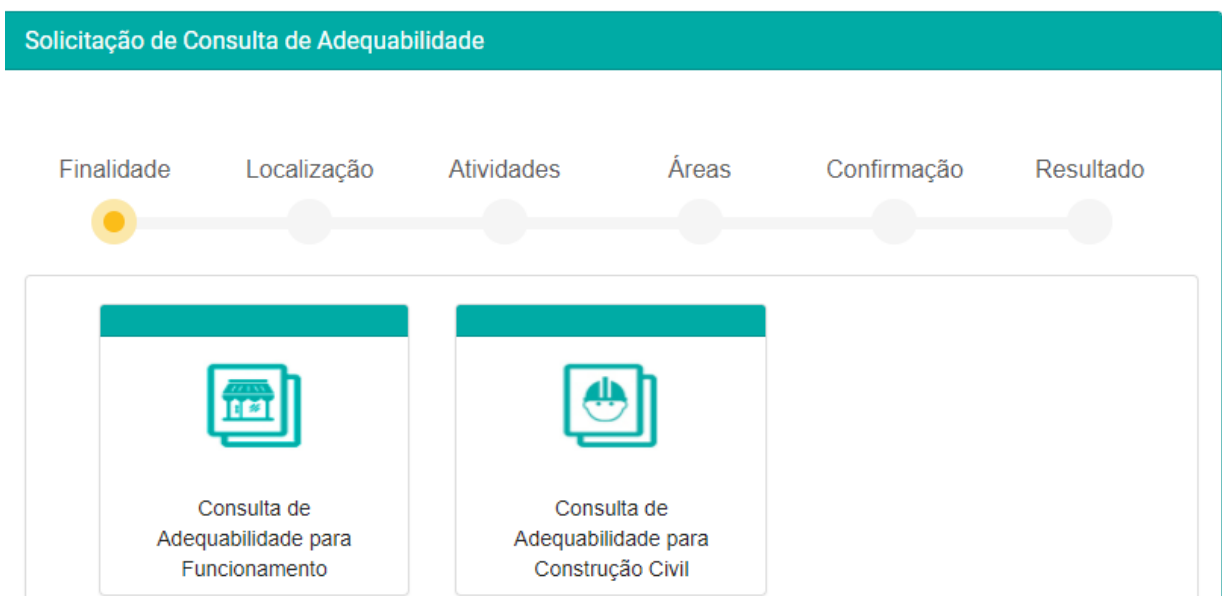 Solicitação de Consulta de Adequabilidade
Finalidade Localização Atividades Áreas Confirmação Resultado
Consulta de
Adequabilidade para
Funcionamento
Consulta de
Adequabilidade para
Construção Civil